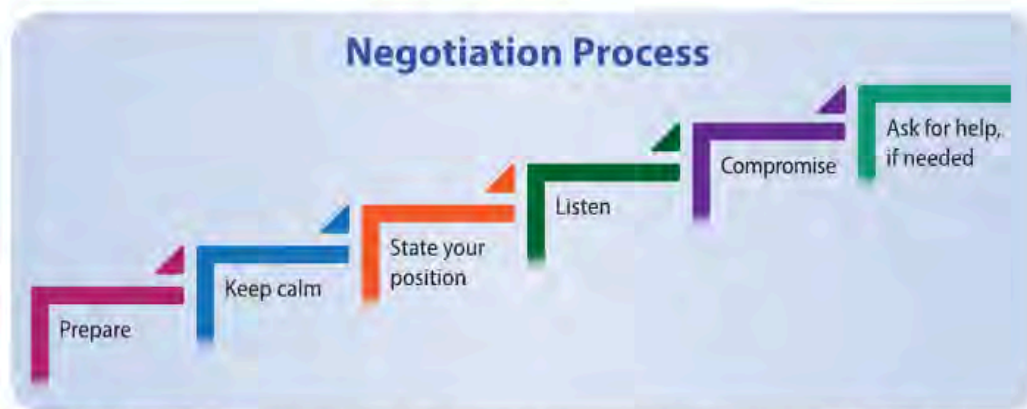 Negotiation Process
Prepare
Keep calm
State your
position
Listen
Compromise
Ask for help,
if needed